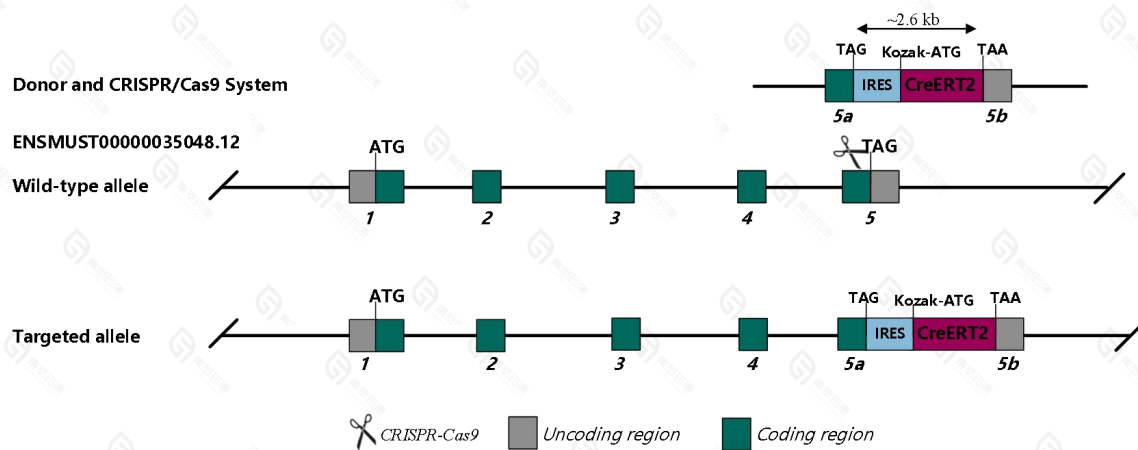 ~2.6 kb
TAG Kozak-ATG TAA
Donor and CRISPR/Cas9 System
IRES CreERT2
5a 5b
ENSMUST00000035048.12
ATG TAG
Wild-type allele
1 2 3 4 5
ATG TAG Kozak-ATG TAA
Targeted allele
IRES CreERT2
1 2 3 4 5a 5b
CRISPR-Cas9 Uncoding region Coding region